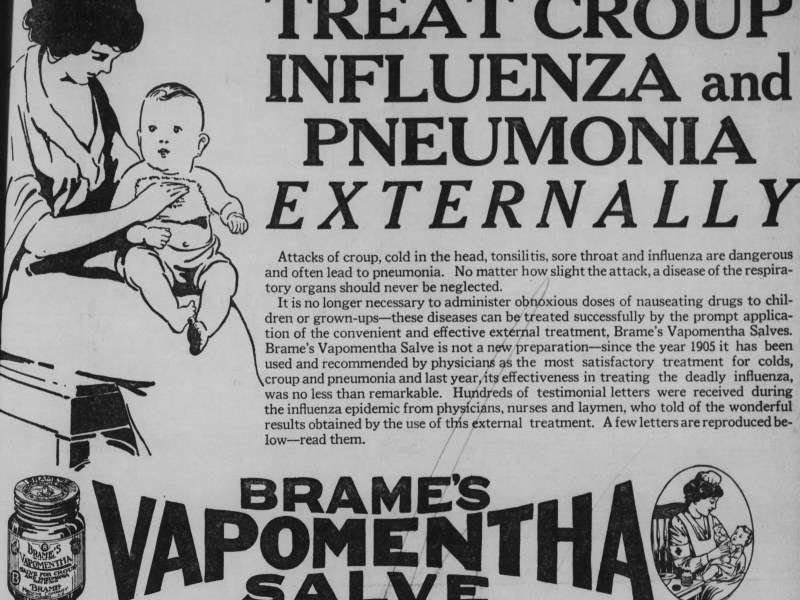 TREAT CROUP
INFLUENZA and
PNEUMONIA
EXTERNALLY
Attacks of croup, cold in the head, tonsilitis, sore throat and influenza are dangerous
and often lead to pneumonia. No matter how slight the attack, a disease of the respira-
tory organs should never be neglected.
It is no longer necessary to administer obnoxious doses of nauseating drugs to chil-
dren or grown-ups—these diseases can be treated successfully by the prompt applica-
tion of the convenient and effective external treatment, Brame's Vapomentha Salves.
Brame's Vapomentha Salve is not a new preparation—since the year 1905 it has been
used and recommended by physicians as the most satisfactory treatment for colds,
croup and pneumonia and last year, its effectiveness in treating the deadly influenza,
was no less than remarkable. Hundreds of testimonial letters were received during
the influenza epidemic from physicians, nurses and laymen, who told of the wonderful
results obtained by the use of this external treatment. A few letters are reproduced be-
low—read them.
BRAME'S
VAPOMENTHA
SALVE
BRAME'S
VAPOMENTHA
SALVE FOR CROUP
BRAME